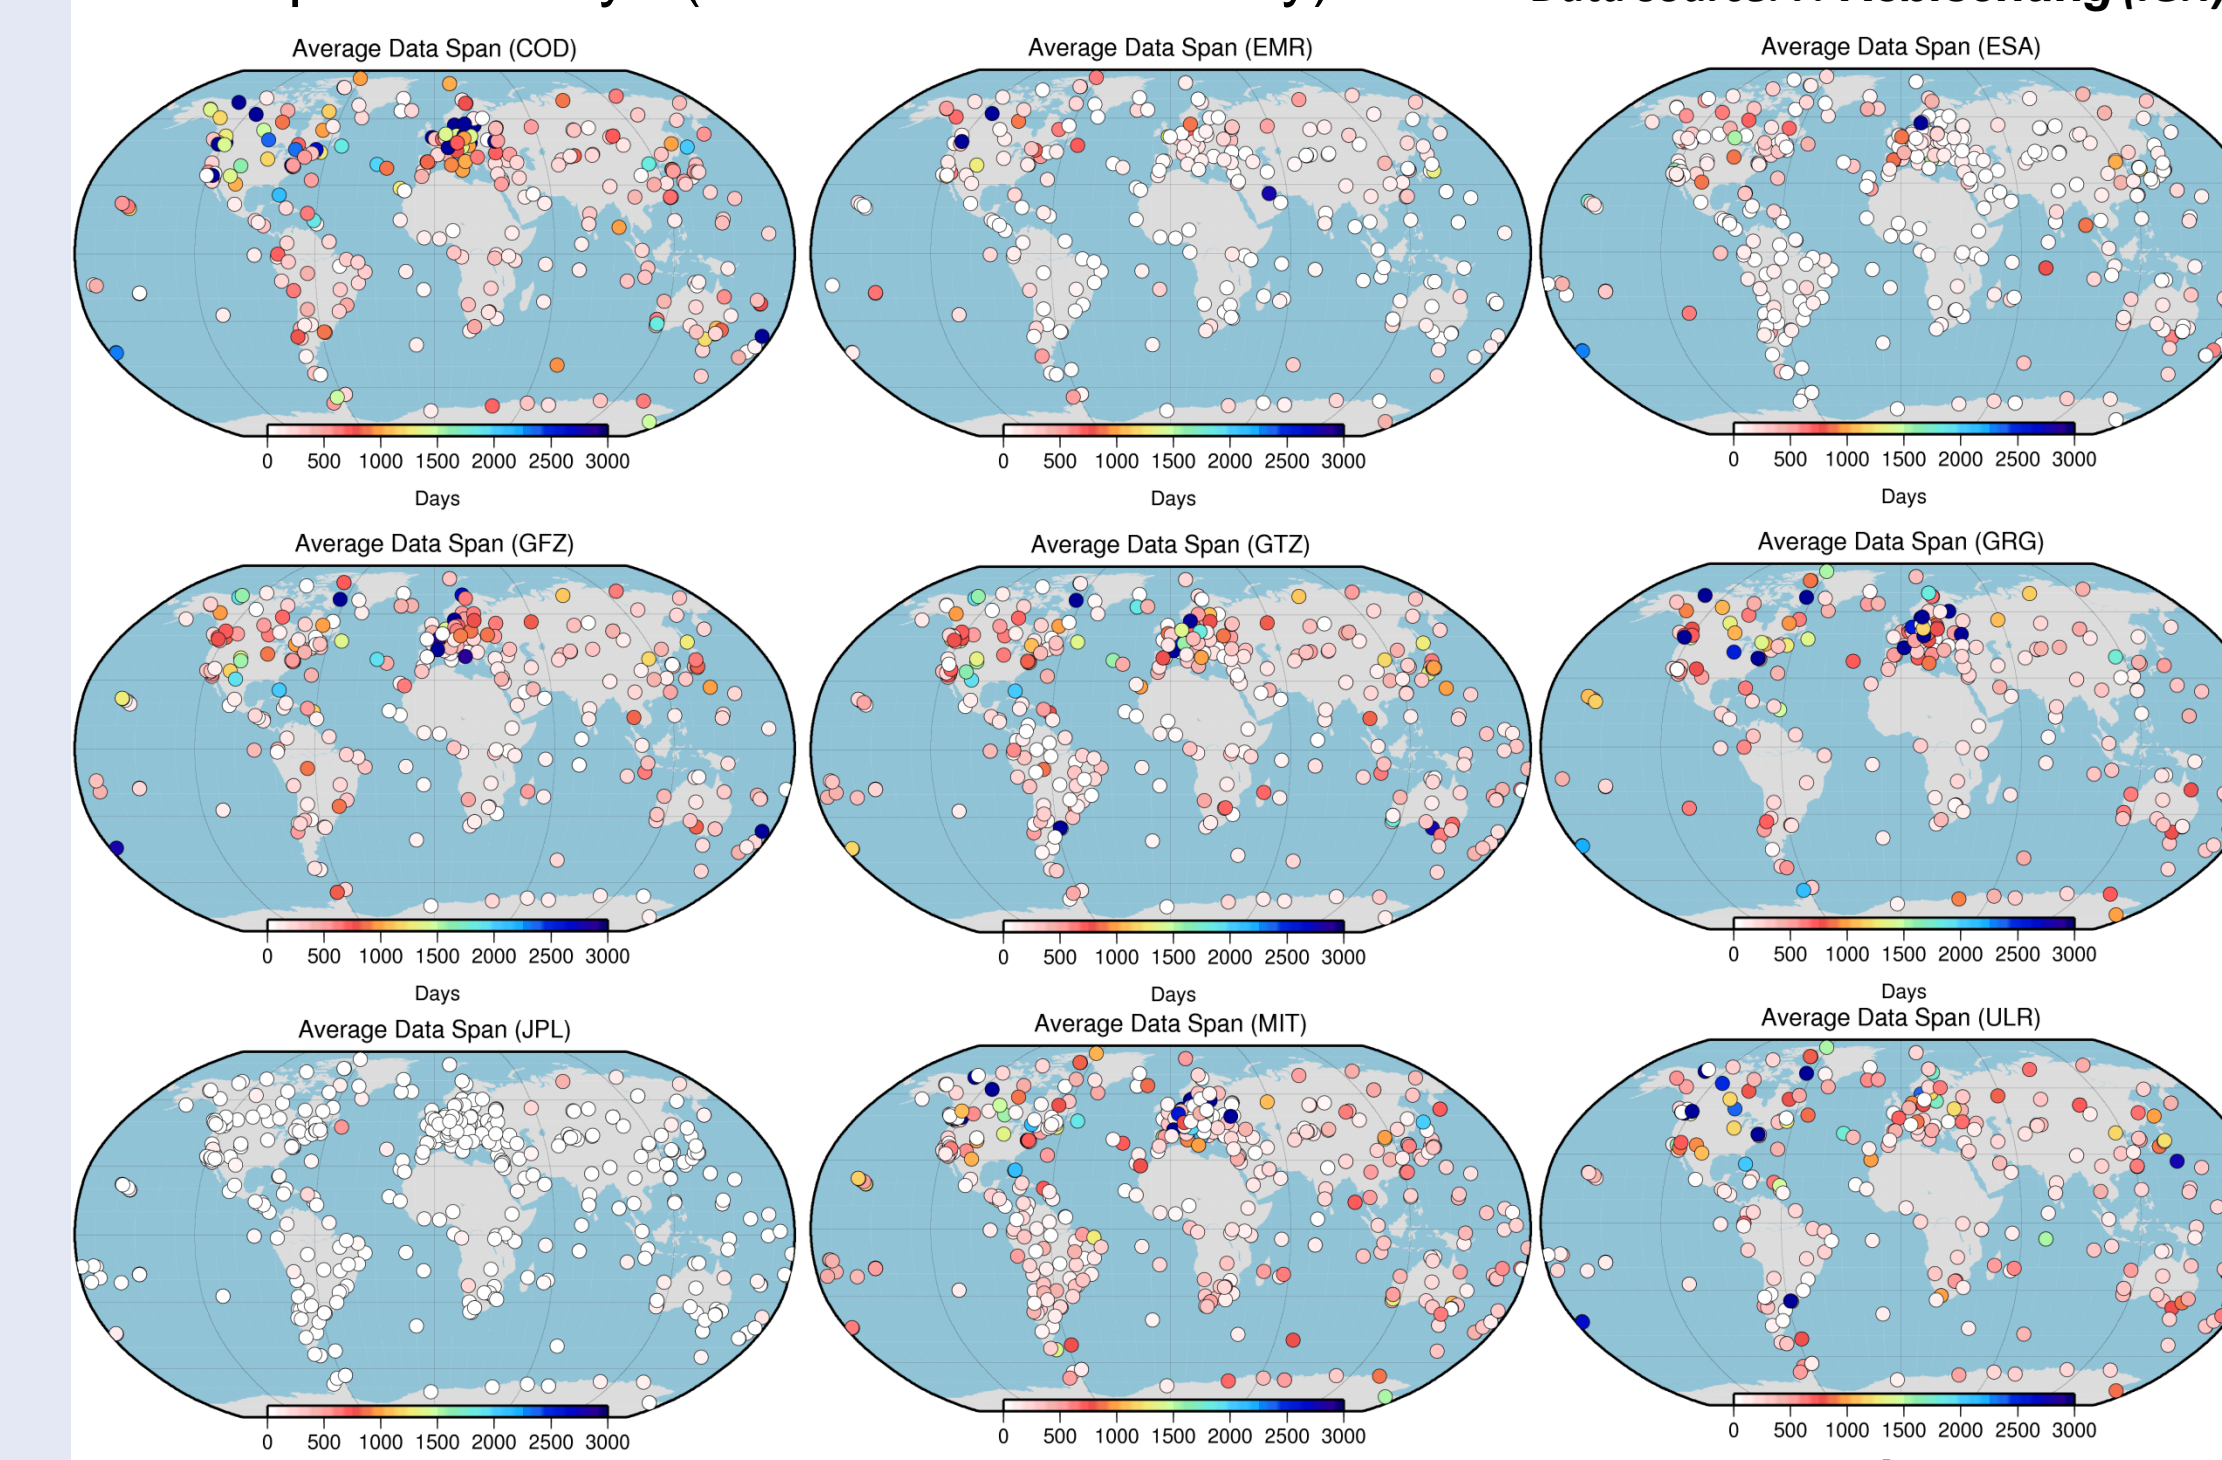 Average Data Span (COD)
Average Data Span (EMR)
Average Data Span (ESA)
0 500 1000 1500 2000 2500 3000
0 500 1000 1500 2000 2500 3000
0 500 1000 1500 2000 2500 3000
Days
Days
Days
Average Data Span (GFZ)
Average Data Span (GTZ)
Average Data Span (GRG)
0 500 1000 1500 2000 2500 3000
0 500 1000 1500 2000 2500 3000
0 500 1000 1500 2000 2500 3000
Days
Days
Days
Average Data Span (JPL)
Average Data Span (MIT)
Average Data Span (ULR)
0 500 1000 1500 2000 2500 3000
0 500 1000 1500 2000 2500 3000
0 500 1000 1500 2000 2500 3000